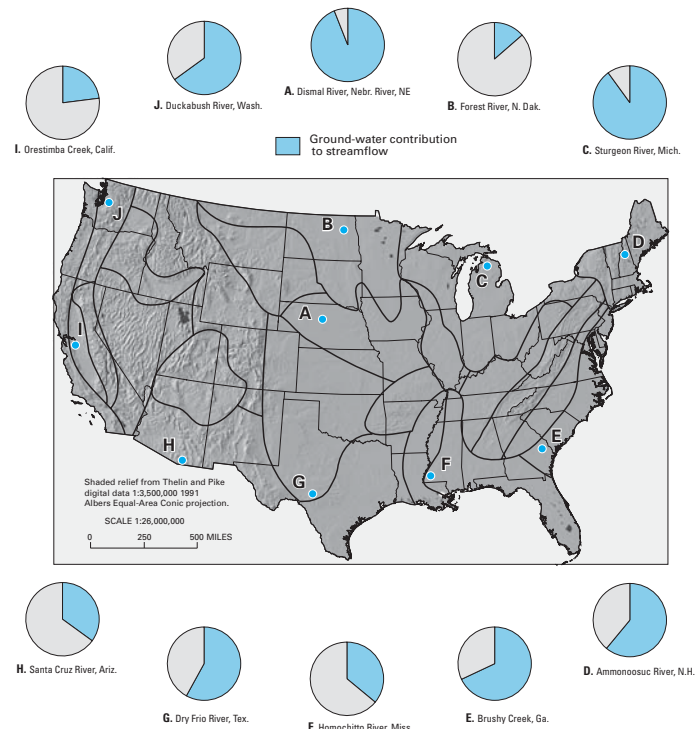 A. Dismal River, Nebr. River, NE
J. Duckabush River, Wash.
B. Forest River, N. Dak.
I. Orestimba Creek, Calif.
C. Sturgeon River, Mich.
Ground-water contribution
to streamflow
J
B
D
C
A
I
E
H
F
G
Shaded relief from Thelin and Pike
digital data 1:3,500,000 1991
Albers Equal-Area Conic projection.
SCALE 1:26,000,000
0 250 500 MILES
H. Santa Cruz River, Ariz.
D. Ammonoosuc River, N.H.
G. Dry Frio River, Tex.
E. Brushy Creek, Ga.
F. Homochitto River, Miss.